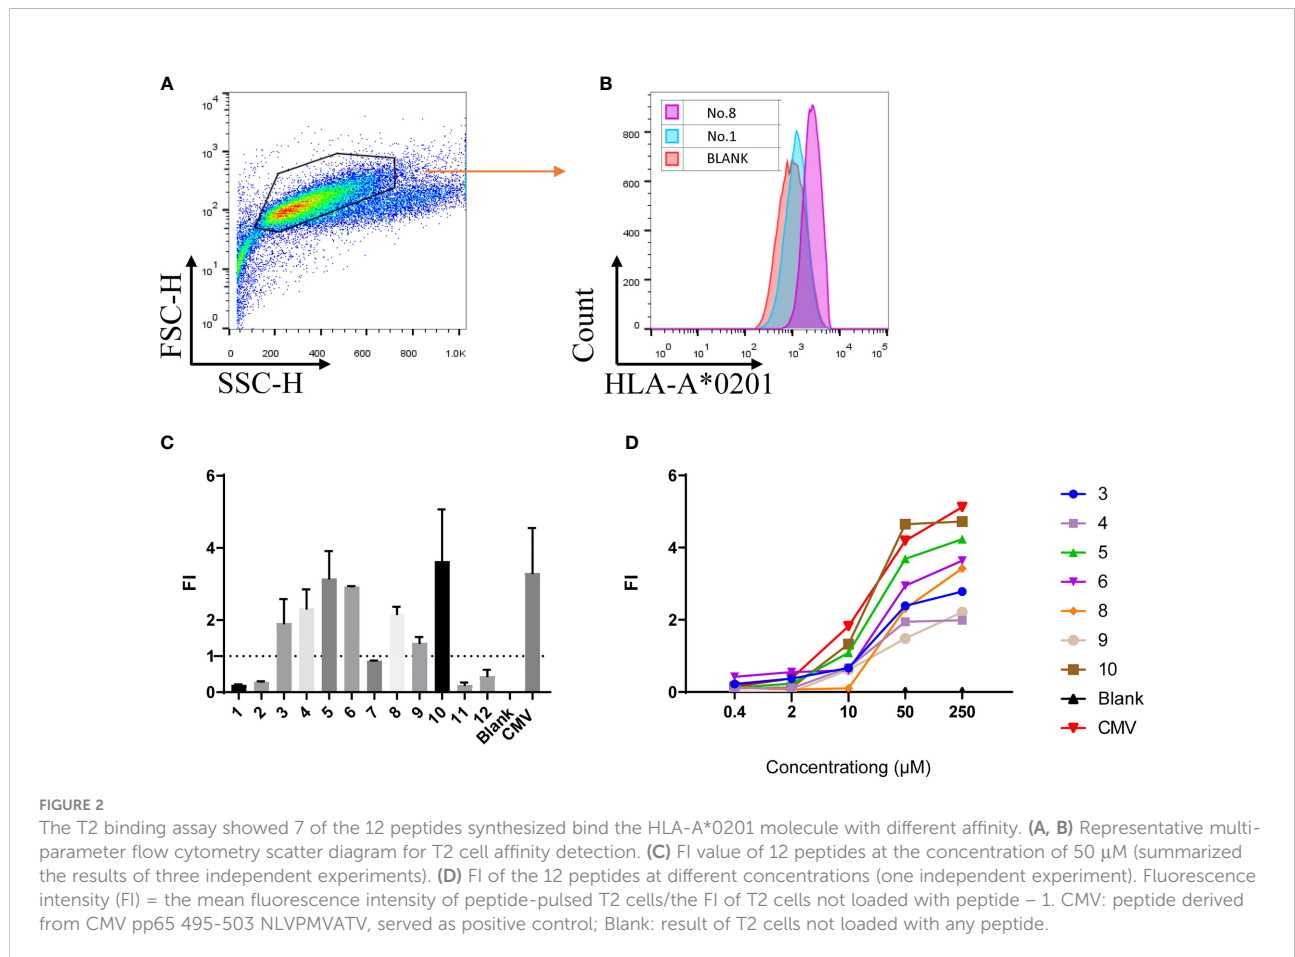 A
10^4
10^3
10^2
10^1
10^0
FSC-H
0 200 400 600 800 1.0K
SSC-H
B
No.8
No.1
BLANK
800
600
400
200
0
Count
10^0 10^1 10^2 10^3 10^4 10^5
HLA-A*0201
C
6
4
2
1
0
FI
1 2 3 4 5 6 7 8 9 10 11 12 Blank CMV
D
6
4
2
0
FI
0.4 2 10 50 250
Concentrationg (μM)
3
4
5
6
8
9
10
Blank
CMV
FIGURE 2
The T2 binding assay showed 7 of the 12 peptides synthesized bind the HLA-A*0201 molecule with different affinity. (A, B) Representative multi-
parameter flow cytometry scatter diagram for T2 cell affinity detection. (C) FI value of 12 peptides at the concentration of 50 μM (summarized
the results of three independent experiments). (D) FI of the 12 peptides at different concentrations (one independent experiment). Fluorescence
intensity (FI) = the mean fluorescence intensity of peptide-pulsed T2 cells/the FI of T2 cells not loaded with peptide – 1. CMV: peptide derived
from CMV pp65 495-503 NLVPMVATV, served as positive control; Blank: result of T2 cells not loaded with any peptide.